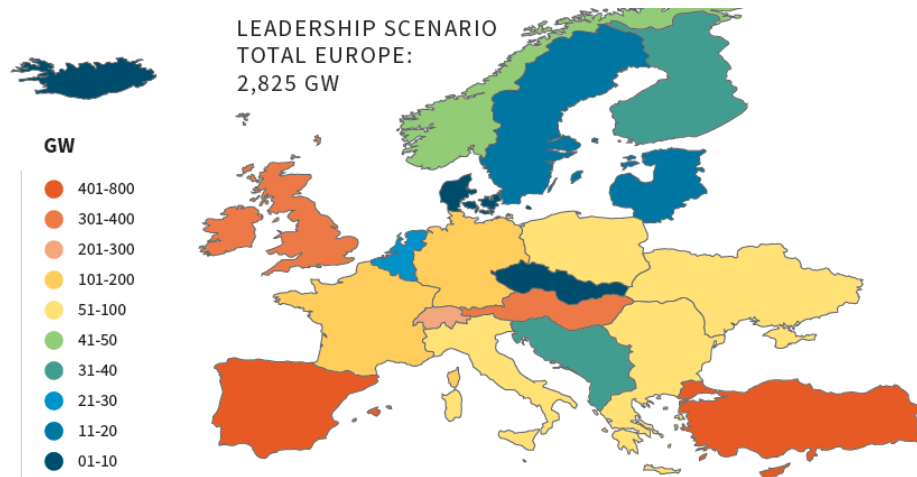 LEADERSHIP SCENARIO
TOTAL EUROPE:
2,825 GW
GW
401-800
301-400
201-300
101-200
51-100
41-50
31-40
21-30
11-20
01-10